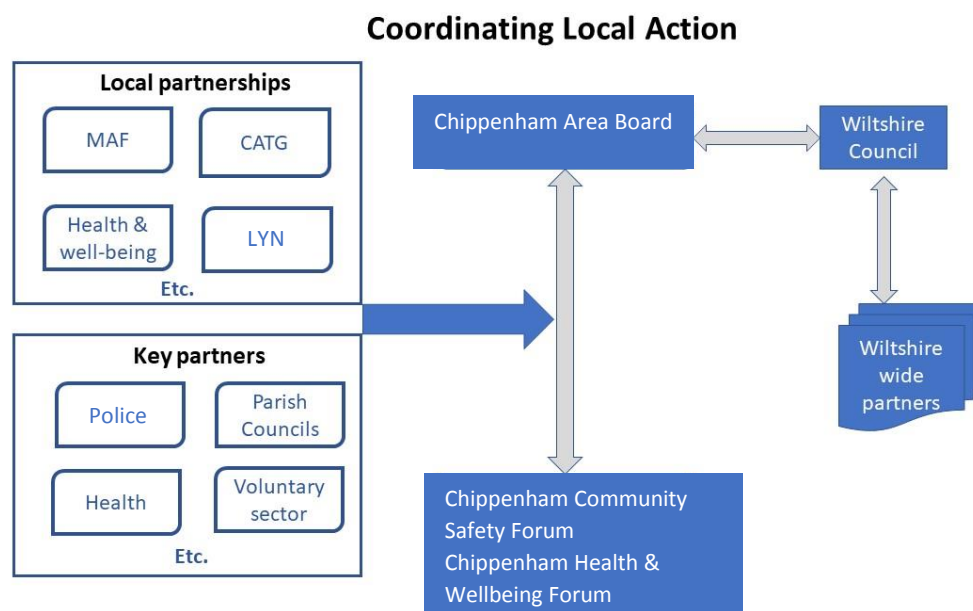 Coordinating Local Action
Local partnerships
MAF
CATG
Health &
well-being
LYN
Etc.
Key partners
Police
Parish
Councils
Health
Voluntary
sector
Etc.
Chippenham Area Board
Wiltshire
Council
Wiltshire
wide
partners
Chippenham Community
Safety Forum
Chippenham Health &
Wellbeing Forum